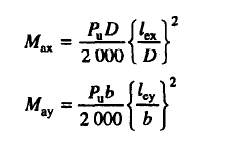 M_ax = P_u D / 2 000 { l_ex / D }^2
M_ay = P_u b / 2 000 { l_ey / b }^2